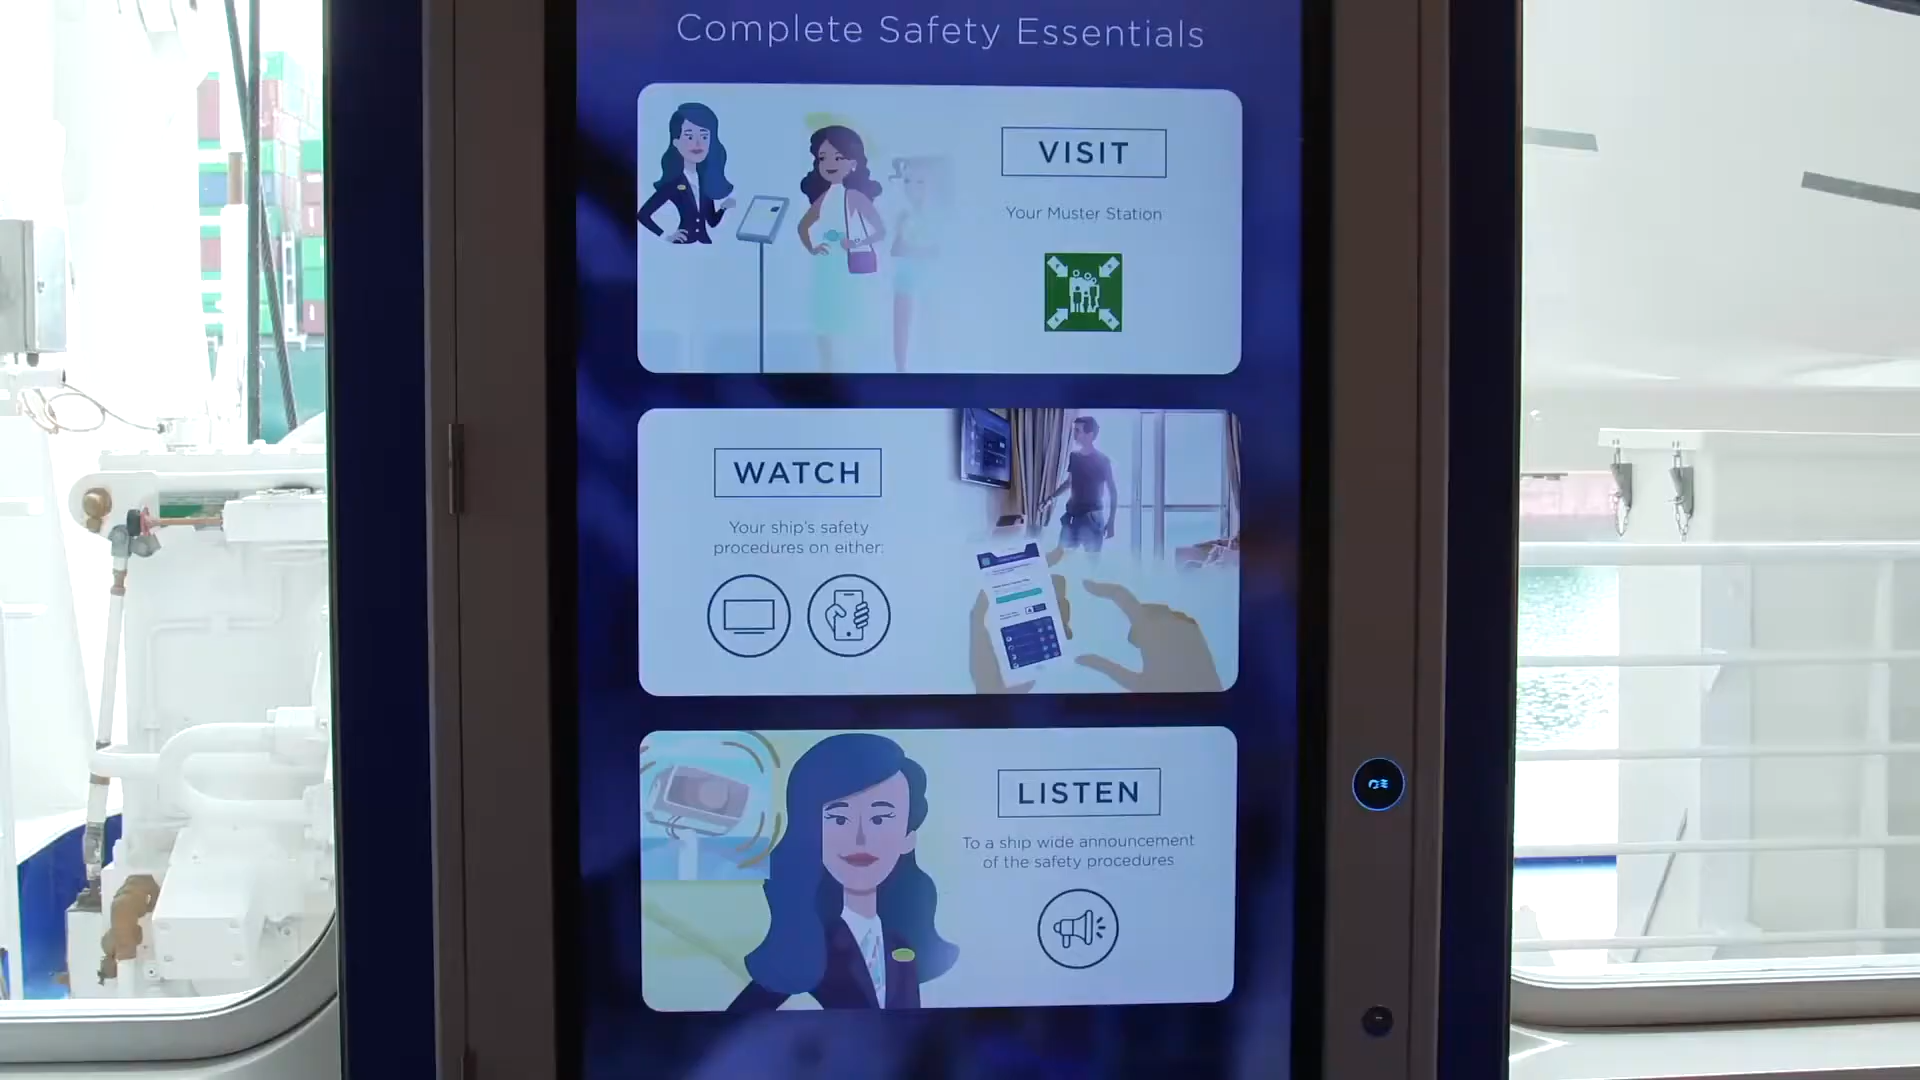 Complete Safety Essentials
VISIT
Your Muster Station
WATCH
Your ship's safety
procedures on either:
LISTEN
To a ship wide announcement
of the safety procedures